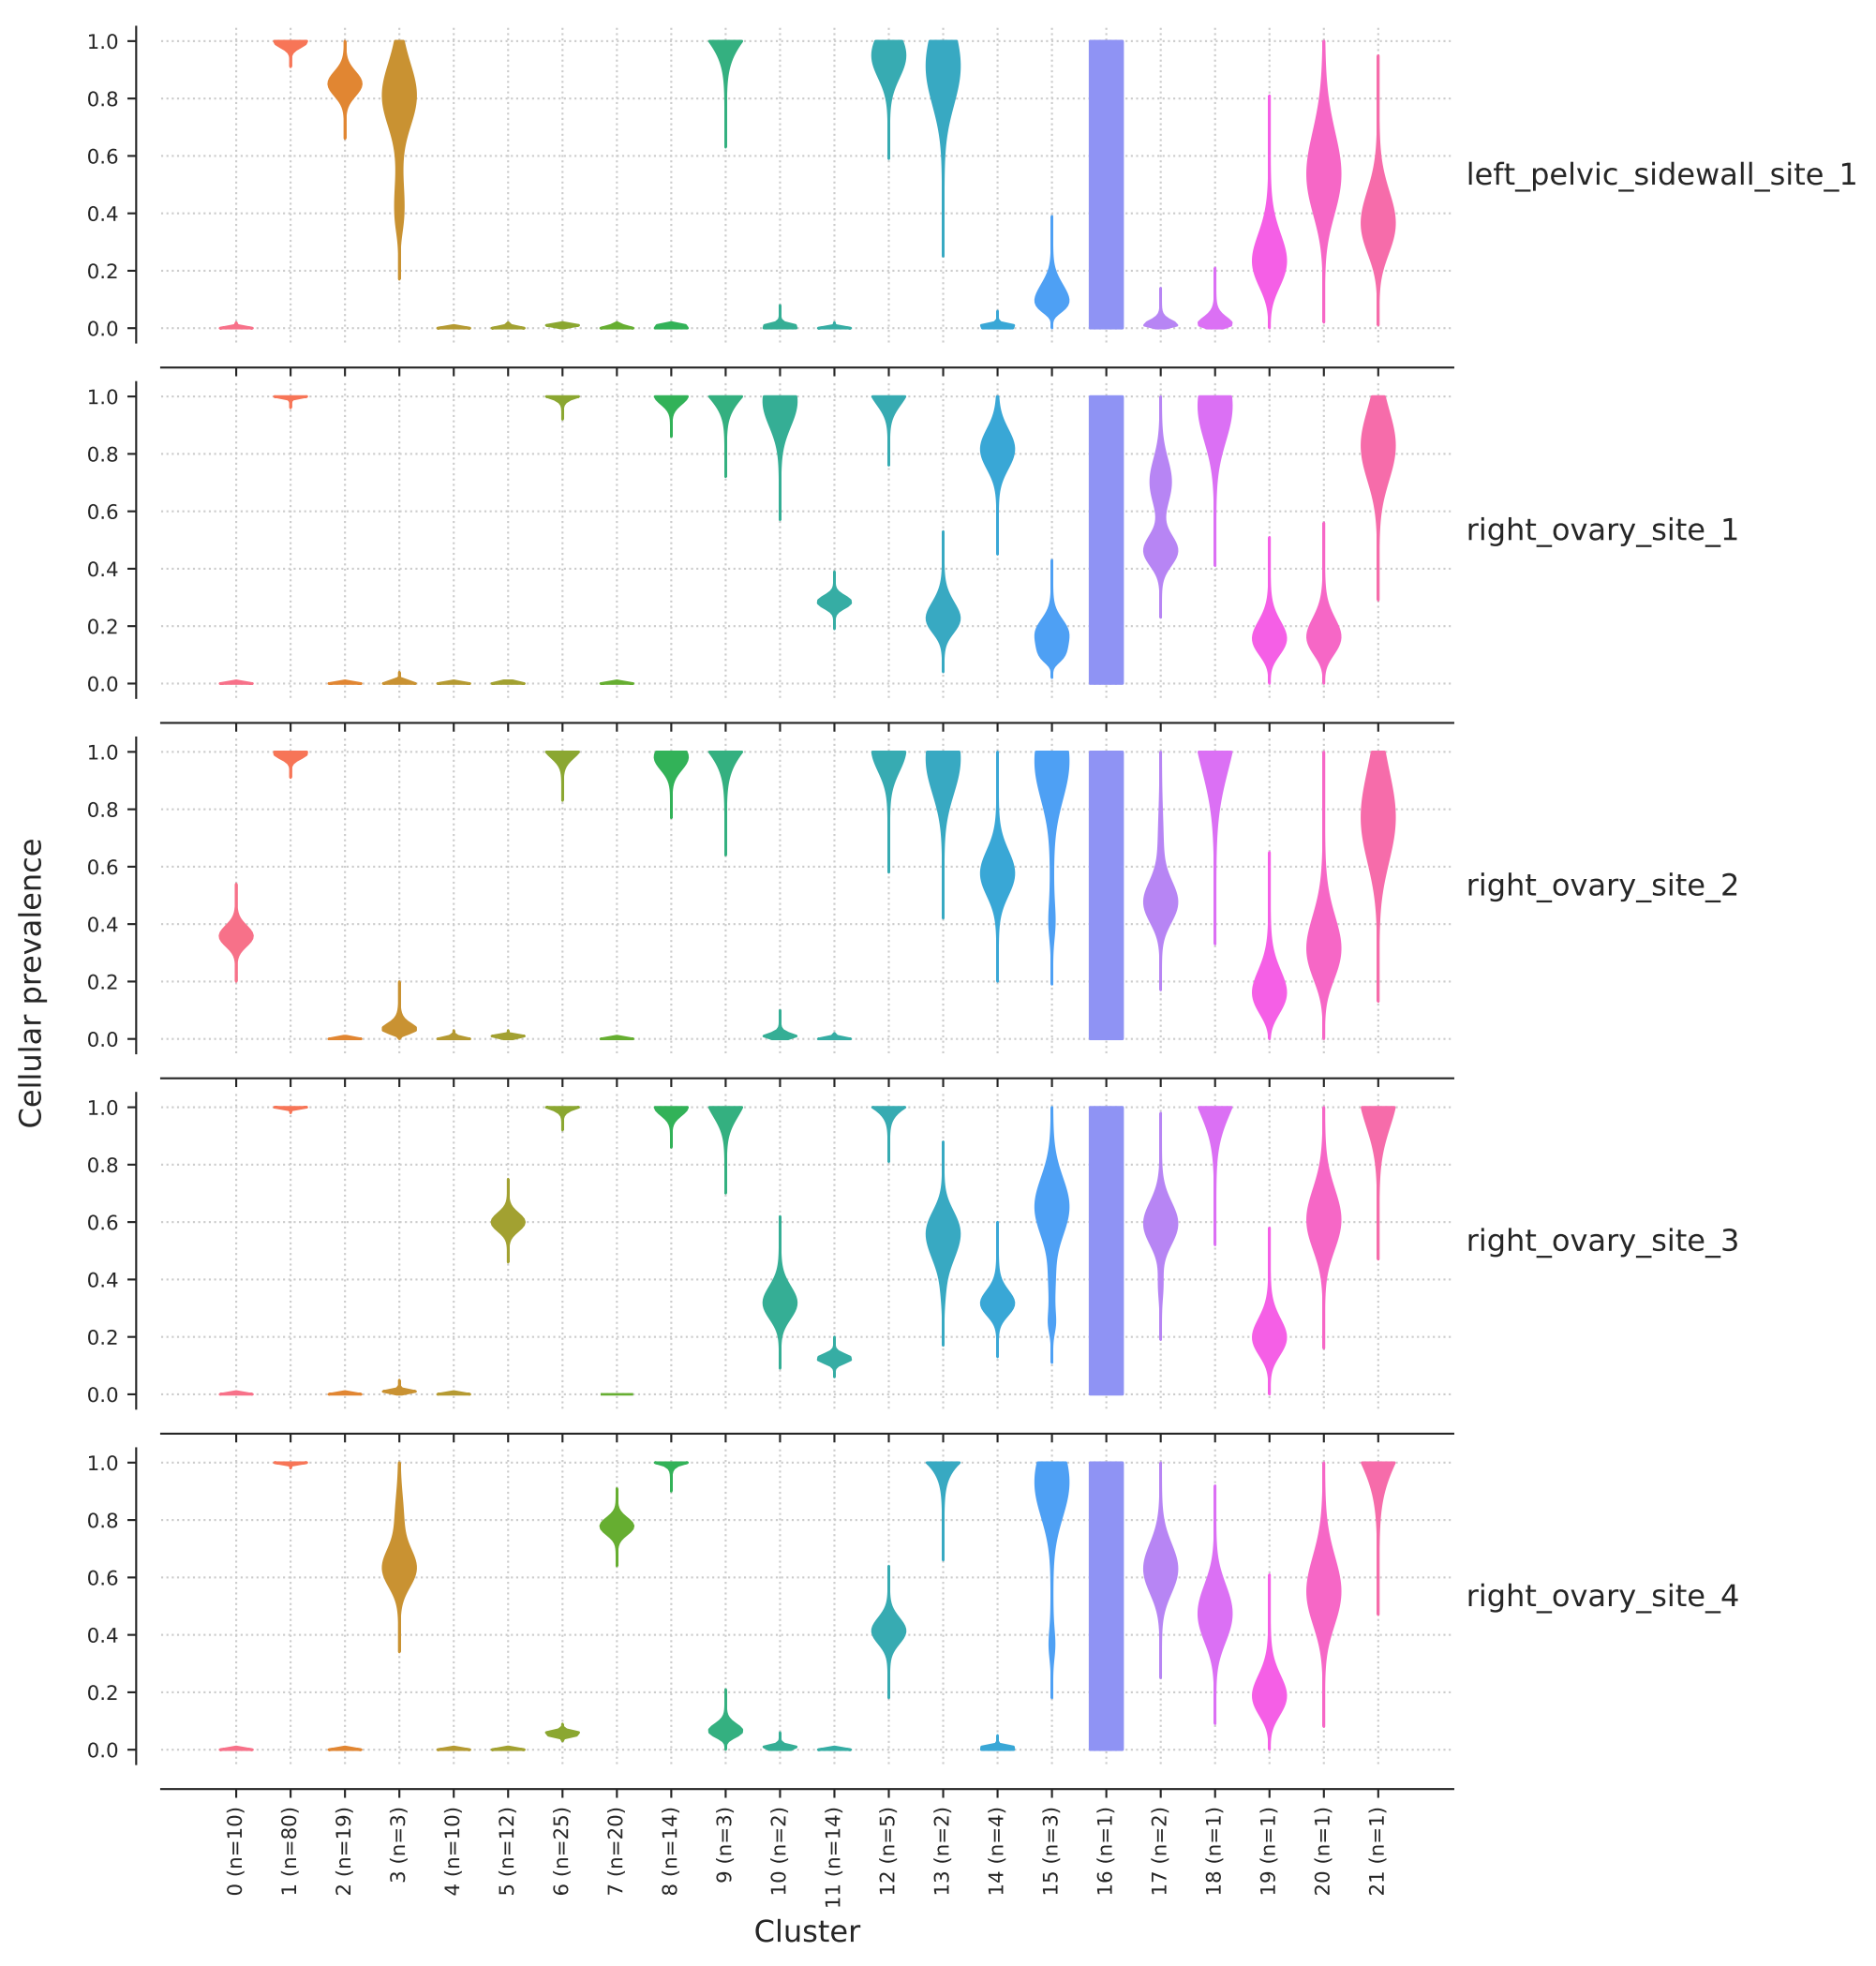 1.0
0.8
0.6
0.4
0.2
0.0
left_pelvic_sidewall_site_1
1.0
0.8
0.6
0.4
0.2
0.0
right_ovary_site_1
1.0
0.8
0.6
0.4
0.2
0.0
right_ovary_site_2
1.0
0.8
0.6
0.4
0.2
0.0
right_ovary_site_3
1.0
0.8
0.6
0.4
0.2
0.0
right_ovary_site_4
Cellular prevalence
0 (n=10)
1 (n=80)
2 (n=19)
3 (n=3)
4 (n=10)
5 (n=12)
6 (n=25)
7 (n=20)
8 (n=14)
9 (n=3)
10 (n=2)
11 (n=14)
12 (n=5)
13 (n=2)
14 (n=4)
15 (n=3)
16 (n=1)
17 (n=2)
18 (n=1)
19 (n=1)
20 (n=1)
21 (n=1)
Cluster